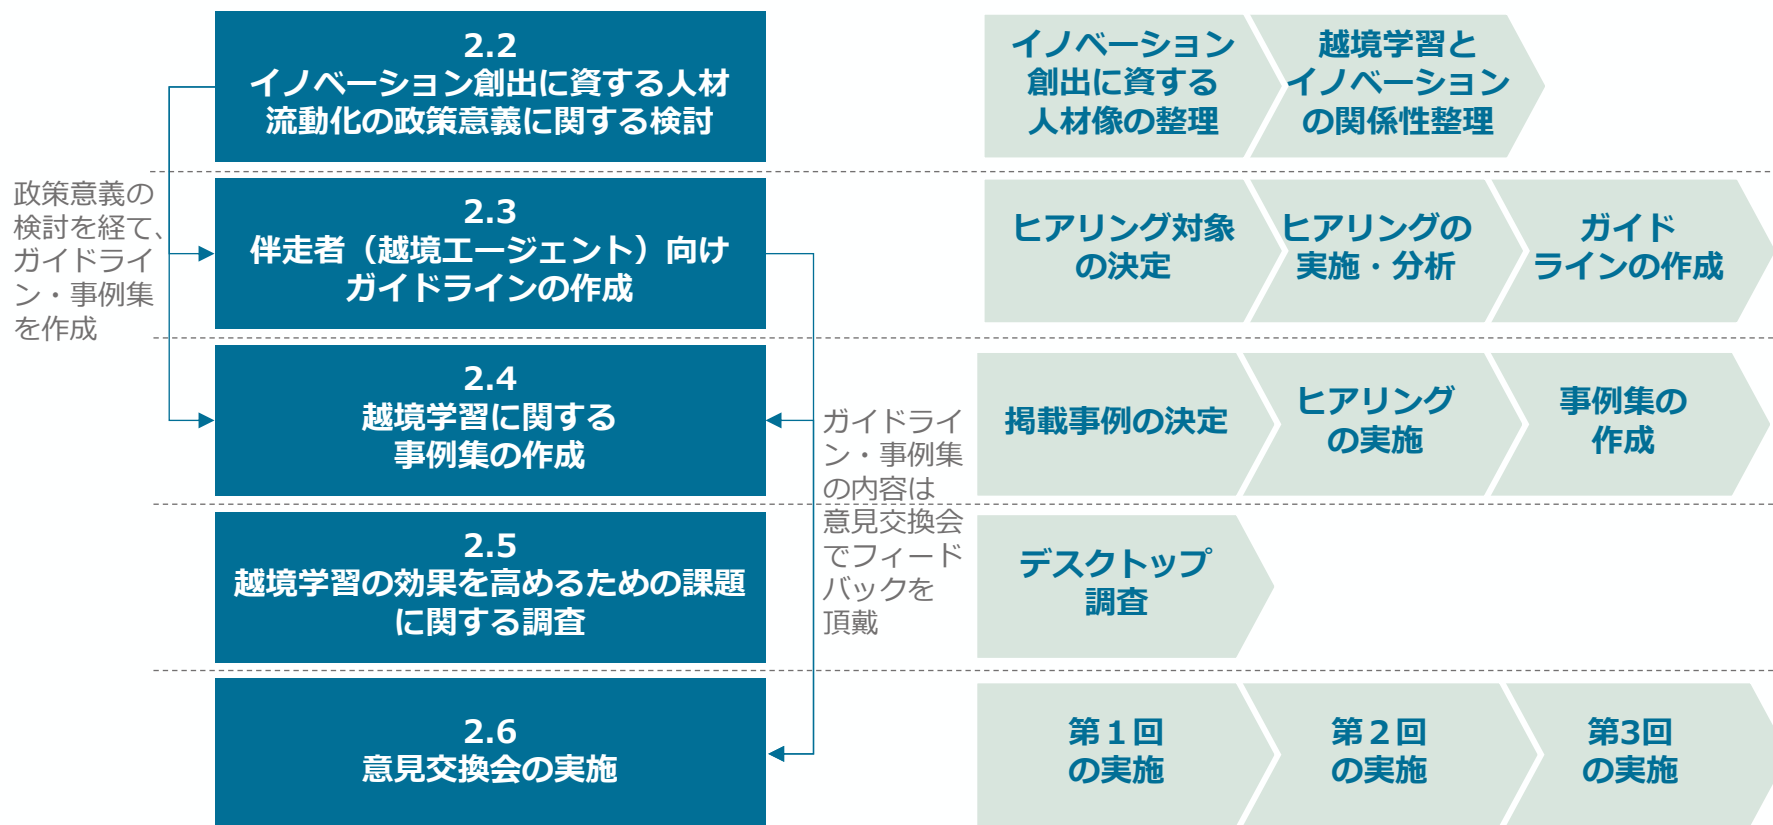 2.2
イノベーション創出に資する人材
流動化の政策意義に関する検討
イノベーション
創出に資する
人材像の整理
越境学習と
イノベーション
の関係性整理
政策意義の
検討を経て、
ガイドライ
ン・事例集
を作成
2.3
伴走者（越境エージェント）向け
ガイドラインの作成
ヒアリング対象
の決定
ヒアリングの
実施・分析
ガイド
ラインの作成
2.4
越境学習に関する
事例集の作成
ガイドライ
ン・事例集
の内容は
意見交換会
でフィード
バックを
頂戴
掲載事例の決定
ヒアリング
の実施
事例集の
作成
2.5
越境学習の効果を高めるための課題
に関する調査
デスクトップ
調査
2.6
意見交換会の実施
第１回
の実施
第２回
の実施
第3回
の実施